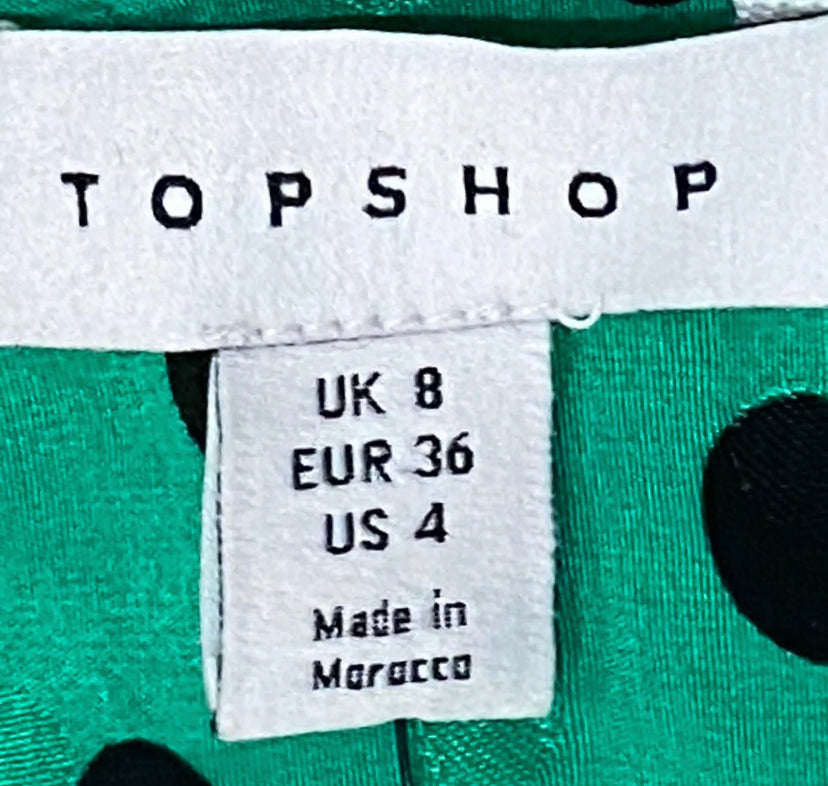 TOPSHOP
UK 8
EUR 36
US 4
Made in
Morocco